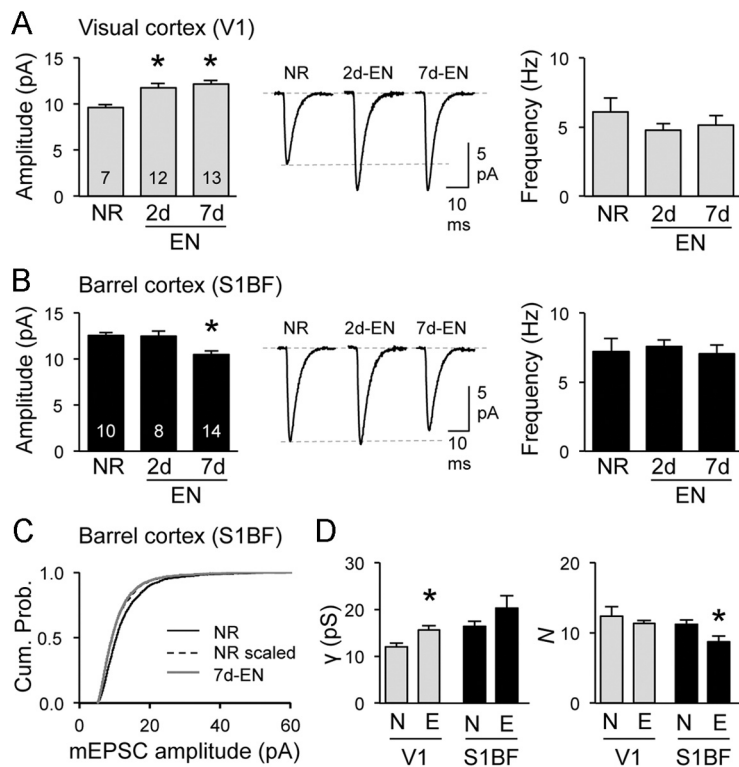 A Visual cortex (V1)
Amplitude (pA)
15
10
5
0
* *
7 12 13
NR 2d 7d
EN
NR 2d-EN 7d-EN
5
pA
10
ms
Frequency (Hz)
10
5
0
NR 2d 7d
EN
B Barrel cortex (S1BF)
Amplitude (pA)
15
10
5
0
*
10 8 14
NR 2d 7d
EN
NR 2d-EN 7d-EN
5
pA
10
ms
Frequency (Hz)
10
5
0
NR 2d 7d
EN
C Barrel cortex (S1BF)
Cum. Prob.
1.0
0.5
0.0
NR
NR scaled
7d-EN
0 20 40 60
mEPSC amplitude (pA)
D
γ (pS)
30
20
10
0
*
N E N E
V1 S1BF
N
20
10
0
*
N E N E
V1 S1BF